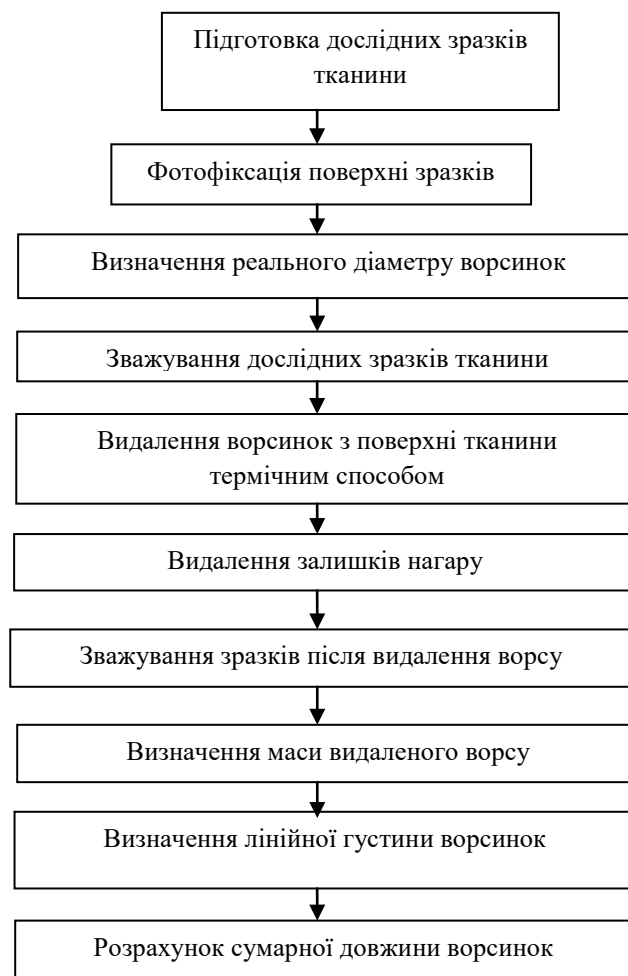 Підготовка дослідних зразків
тканини
Фотофіксація поверхні зразків
Визначення реального діаметру ворсинок
Зважування дослідних зразків тканини
Видалення ворсинок з поверхні тканини
термічним способом
Видалення залишків нагару
Зважування зразків після видалення ворсу
Визначення маси видаленого ворсу
Визначення лінійної густини ворсинок
Розрахунок сумарної довжини ворсинок